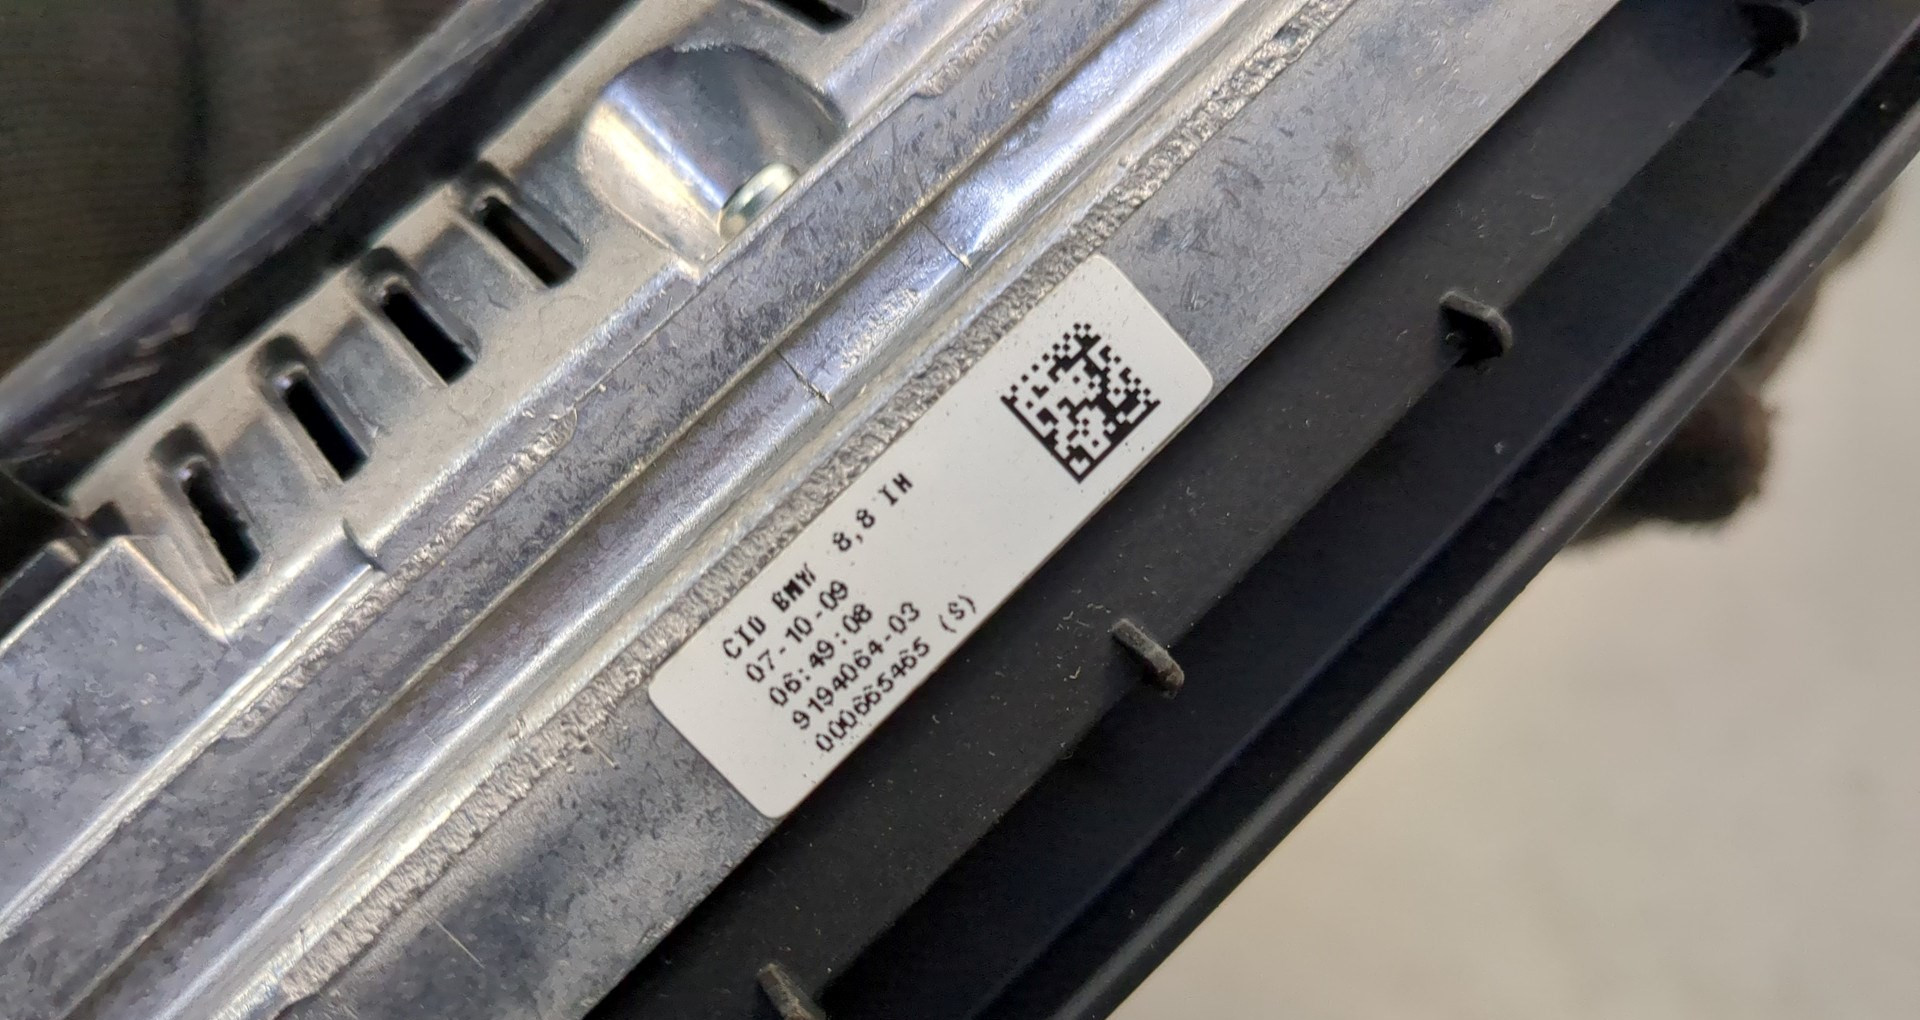 CID BMW 8,8 IH
07-10-09
06:49:08
9194064-03
000665465 (S)